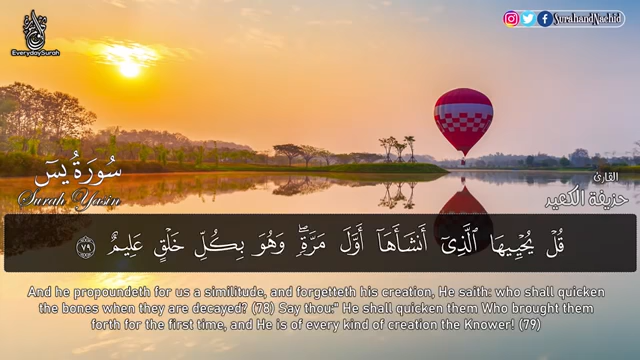 EverydaySurah
SurahandNashid
سُورَةُ يسٓ
Surah Yasin
القارئ
حزيفة الكعيد
قُلْ يُحْيِيهَا ٱلَّذِىٓ أَنشَأَهَآ أَوَّلَ مَرَّةٍۢ ۖ وَهُوَ بِكُلِّ خَلْقٍ عَلِيمٌ ٧٩
And he propoundeth for us a similitude, and forgetteth his creation, He saith: who shall quicken
the bones when they are decayed? (78) Say thou:" He shall quicken them Who brought them
forth for the first time, and He is of every kind of creation the Knower! (79)